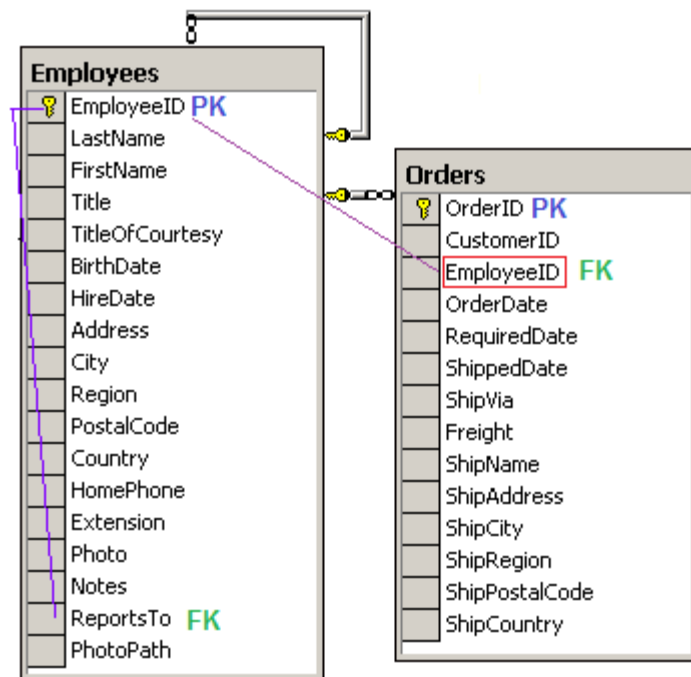 Employees
EmployeeID PK
LastName
FirstName
Title
TitleOfCourtesy
BirthDate
HireDate
Address
City
Region
PostalCode
Country
HomePhone
Extension
Photo
Notes
ReportsTo FK
PhotoPath
Orders
OrderID PK
CustomerID
EmployeeID FK
OrderDate
RequiredDate
ShippedDate
ShipVia
Freight
ShipName
ShipAddress
ShipCity
ShipRegion
ShipPostalCode
ShipCountry